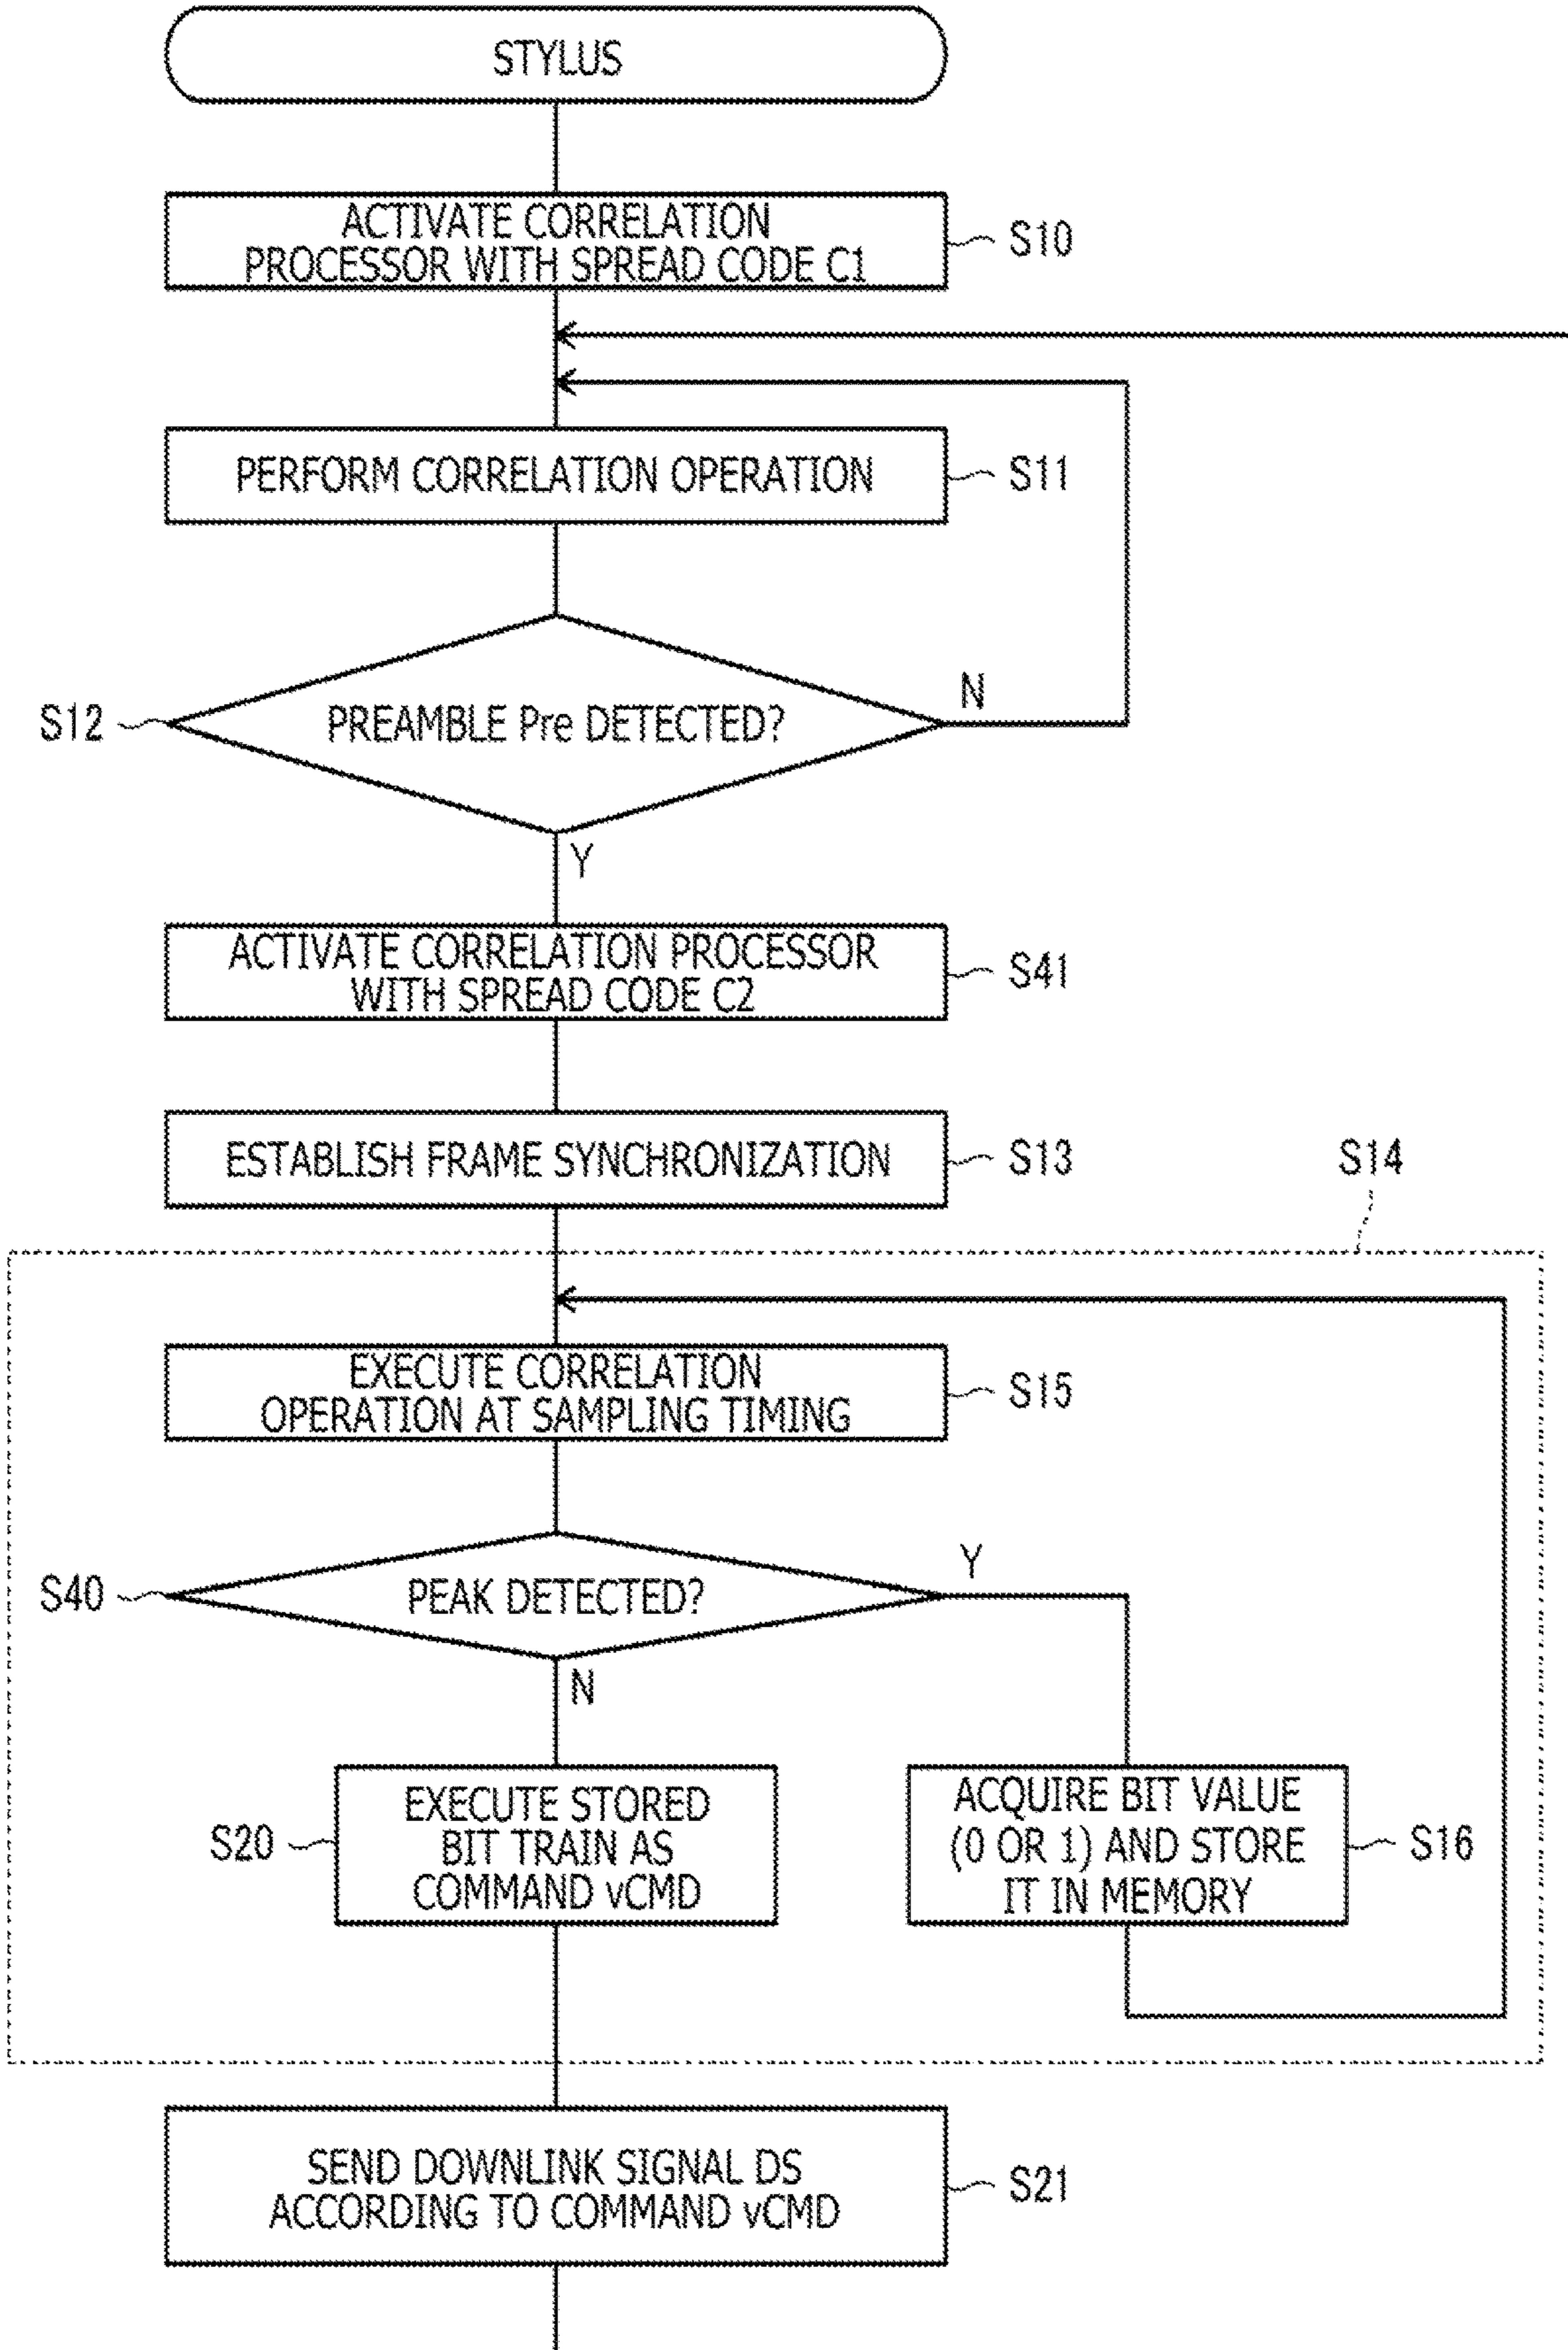 STYLUS
ACTIVATE CORRELATION
PROCESSOR WITH SPREAD CODE C1
S10
PERFORM CORRELATION OPERATION
S11
S12
PREAMBLE Pre DETECTED?
N
Y
ACTIVATE CORRELATION PROCESSOR
WITH SPREAD CODE C2
S41
ESTABLISH FRAME SYNCHRONIZATION
S13
S14
EXECUTE CORRELATION
OPERATION AT SAMPLING TIMING
S15
S40
PEAK DETECTED?
Y
N
S20
EXECUTE STORED
BIT TRAIN AS
COMMAND vCMD
ACQUIRE BIT VALUE
(0 OR 1) AND STORE
IT IN MEMORY
S16
SEND DOWNLINK SIGNAL DS
ACCORDING TO COMMAND vCMD
S21